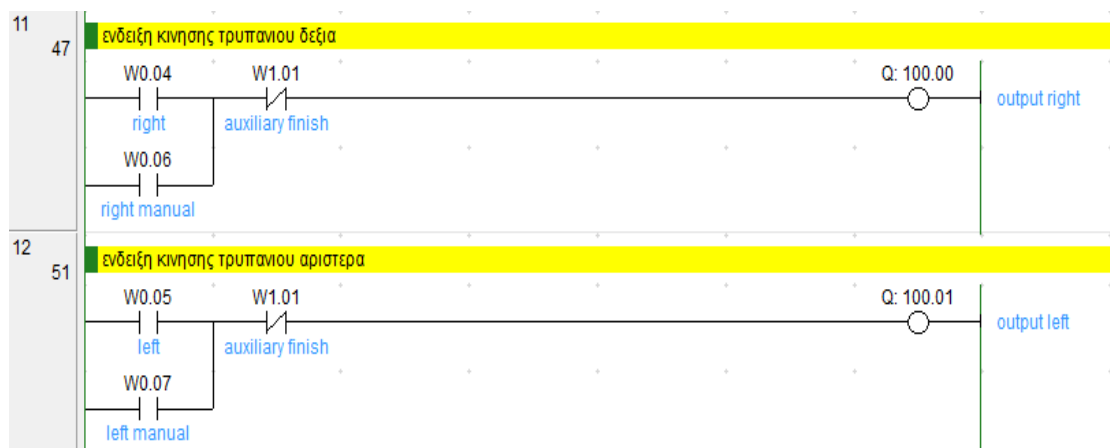 11
47
ενδειξη κινησης τρυπανιου δεξια
W0.04 W1.01 Q: 100.00
output right
right auxiliary finish
W0.06
right manual
12
51
ενδειξη κινησης τρυπανιου αριστερα
W0.05 W1.01 Q: 100.01
output left
left auxiliary finish
W0.07
left manual